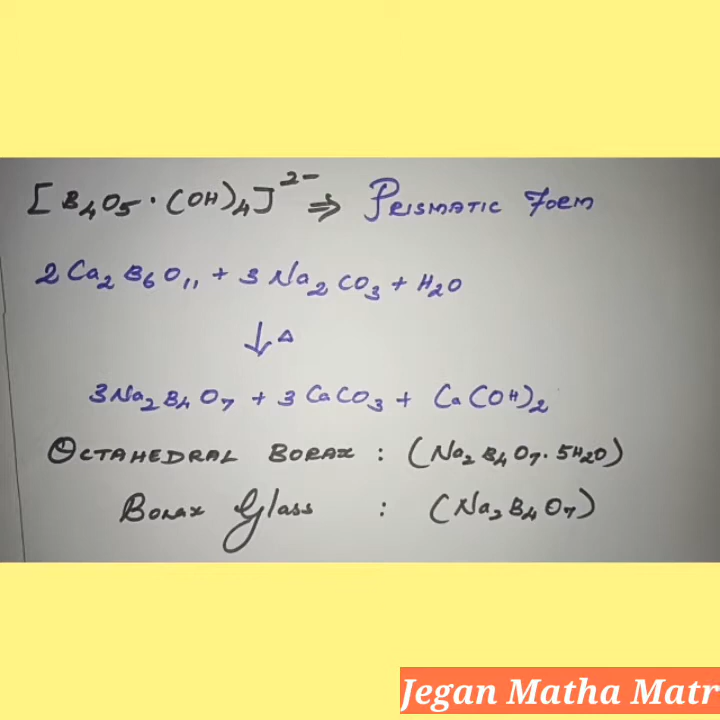 [B₄O₅·(OH)₄]²⁻ ⇒ PRISMATIC FORM
2Ca₂B₆O₁₁ + 3Na₂CO₃ + H₂O
↓Δ
3Na₂B₄O₇ + 3CaCO₃ + Ca(OH)₂
OCTAHEDRAL BORAX : (Na₂B₄O₇·5H₂O)
Borax Glass : (Na₂B₄O₇)
Jegan Matha Matr